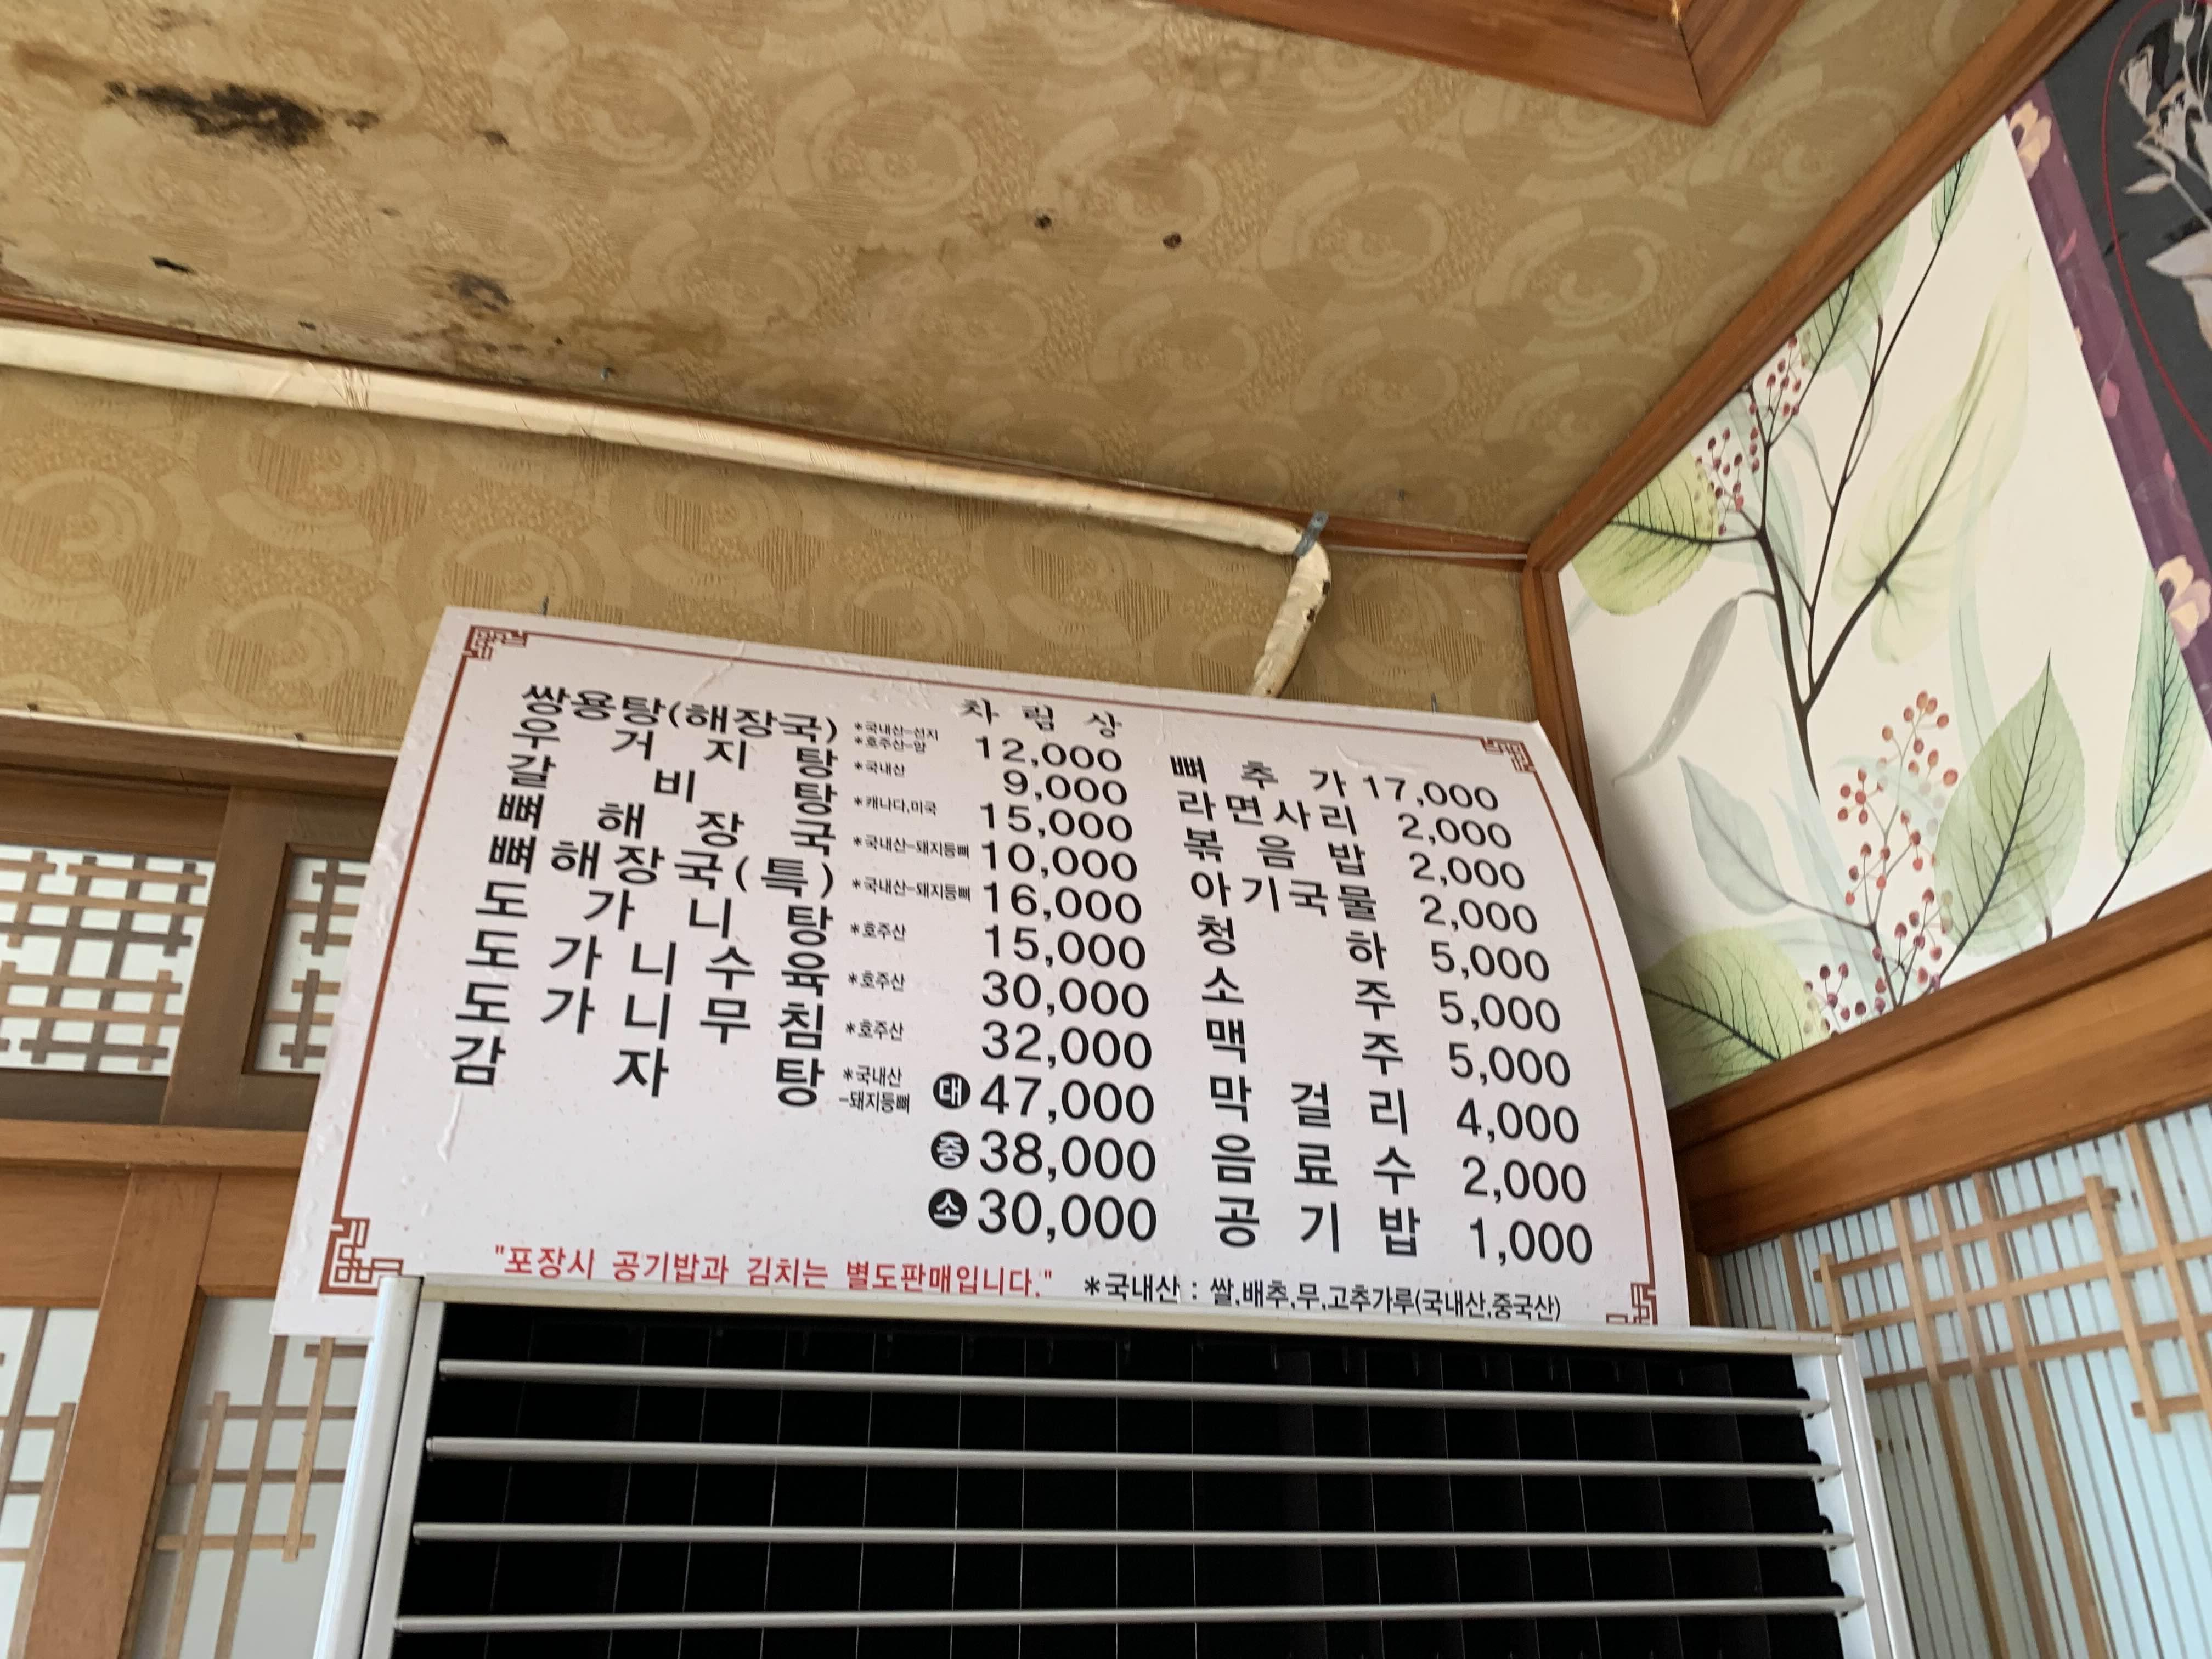 차림상
쌍용탕(해장국) *국내산-선지 *호주산-양 12,000
우거지탕 *국내산 9,000
갈비탕 *캐나다,미국 15,000
뼈해장국 *국내산-돼지등뼈 10,000
뼈해장국(특) *국내산-돼지등뼈 16,000
도가니탕 *호주산 15,000
도가니수육 *호주산 30,000
도가니무침 *호주산 32,000
감자탕 *국내산 -돼지등뼈 대 47,000
중 38,000
소 30,000
뼈추가 17,000
라면사리 2,000
볶음밥 2,000
아기국물 2,000
청하 5,000
소주 5,000
맥주 5,000
막걸리 4,000
음료수 2,000
공기밥 1,000
"포장시 공기밥과 김치는 별도판매입니다."
*국내산 : 쌀,배추,무,고추가루(국내산,중국산)